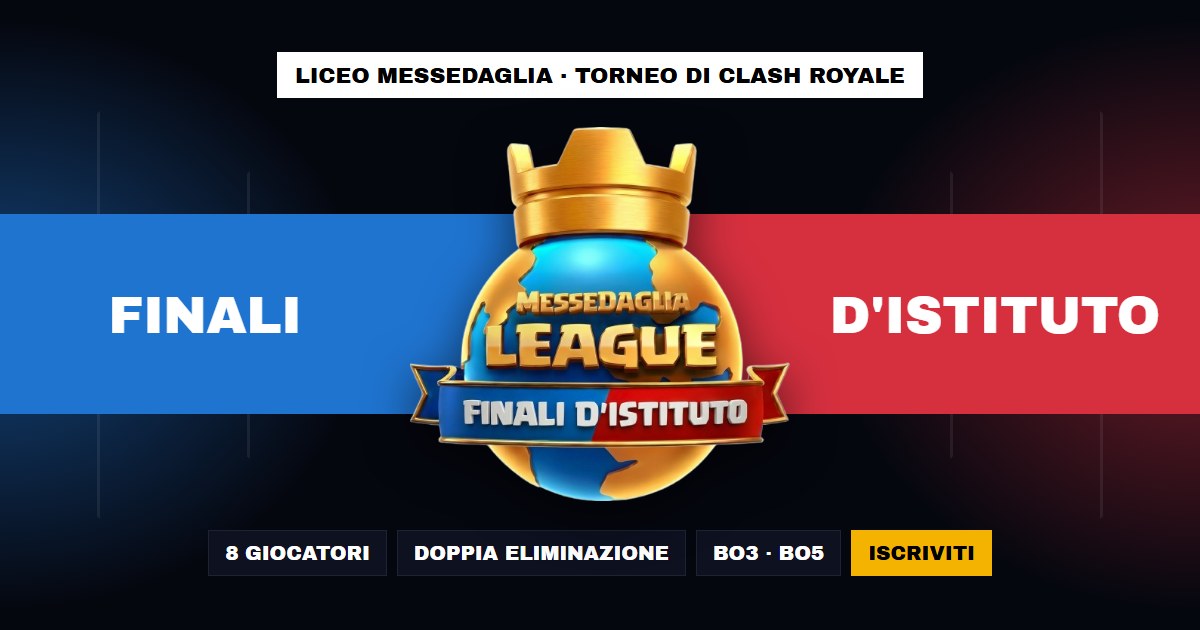 LICEO MESSEDAGLIA · TORNEO DI CLASH ROYALE
FINALI
D'ISTITUTO
MESSEDAGLIA
LEAGUE
FINALI D'ISTITUTO
8 GIOCATORI
DOPPIA ELIMINAZIONE
BO3 · BO5
ISCRIVITI